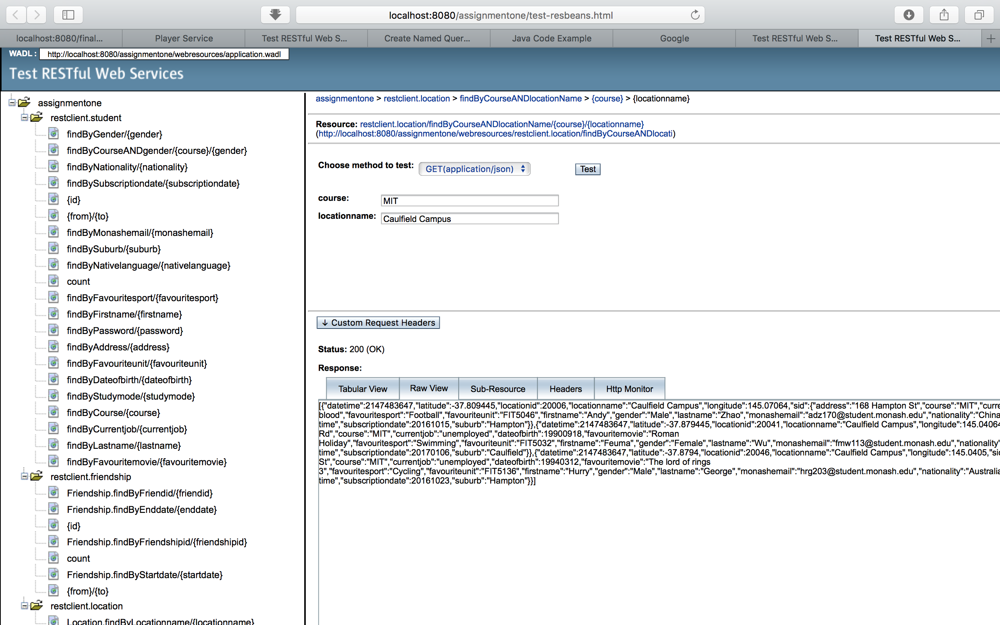 localhost:8080/assignmentone/test-resbeans.html
localhost:8080/final...
Player Service
Test RESTful Web S...
Create Named Quer...
Java Code Example
Google
Test RESTful Web S...
Test RESTful Web S...
WADL : http://localhost:8080/assignmentone/webresources/application.wadl
Test RESTful Web Services
assignmentone
restclient.student
findByGender/{gender}
findByCourseANDgender/{course}/{gender}
findByNationality/{nationality}
findBySubscriptiondate/{subscriptiondate}
{id}
{from}/{to}
findByMonashemail/{monashemail}
findBySuburb/{suburb}
findByNativelanguage/{nativelanguage}
count
findByFavouritesport/{favouritesport}
findByFirstname/{firstname}
findByPassword/{password}
findByAddress/{address}
findByFavouriteunit/{favouriteunit}
findByDateofbirth/{dateofbirth}
findByStudymode/{studymode}
findByCourse/{course}
findByCurrentjob/{currentjob}
findByLastname/{lastname}
findByFavouritemovie/{favouritemovie}
restclient.friendship
Friendship.findByFriendid/{friendid}
Friendship.findByEnddate/{enddate}
{id}
Friendship.findByFriendshipid/{friendshipid}
count
Friendship.findByStartdate/{startdate}
{from}/{to}
restclient.location
Location.findByLocationname/{locationname}
assignmentone > restclient.location > findByCourseANDlocationName > {course} > {locationname}
Resource: restclient.location/findByCourseANDlocationName/{course}/{locationname}
(http://localhost:8080/assignmentone/webresources/restclient.location/findByCourseANDlocati)
Choose method to test: GET(application/json) Test
course: MIT
locationname: Caulfield Campus
↓ Custom Request Headers
Status: 200 (OK)
Response:
Tabular View Raw View Sub-Resource Headers Http Monitor
[{"datetime":2147483647,"latitude":-37.809445,"locationid":20006,"locationname":"Caulfield Campus","longitude":145.07064,"sid":{"address":"168 Hampton St","course":"MIT","curre
blood","favouritesport":"Football","favouriteunit":"FIT5046","firstname":"Andy","gender":"Male","lastname":"Zhao","monashemail":"adz170@student.monash.edu","nationality":"China
time","subscriptiondate":20161015,"suburb":"Hampton"}},{"datetime":2147483647,"latitude":-37.879445,"locationid":20041,"locationname":"Caulfield Campus","longitude":145.04064
Rd","course":"MIT","currentjob":"unemployed","dateofbirth":19900918,"favouritemovie":"Roman
Holiday","favouritesport":"Swimming","favouriteunit":"FIT5032","firstname":"Feuma","gender":"Female","lastname":"Wu","monashemail":"fmw113@student.monash.edu","nationality"
time","subscriptiondate":20170106,"suburb":"Caulfield"}},{"datetime":2147483647,"latitude":-37.8794,"locationid":20046,"locationname":"Caulfield Campus","longitude":145.0405,"sid
St","course":"MIT","currentjob":"unemployed","dateofbirth":19940312,"favouritemovie":"The lord of rings
3","favouritesport":"Cycling","favouriteunit":"FIT5136","firstname":"Hurry","gender":"Male","lastname":"George","monashemail":"hrg203@student.monash.edu","nationality":"Australia
time","subscriptiondate":20161023,"suburb":"Hampton"}}]